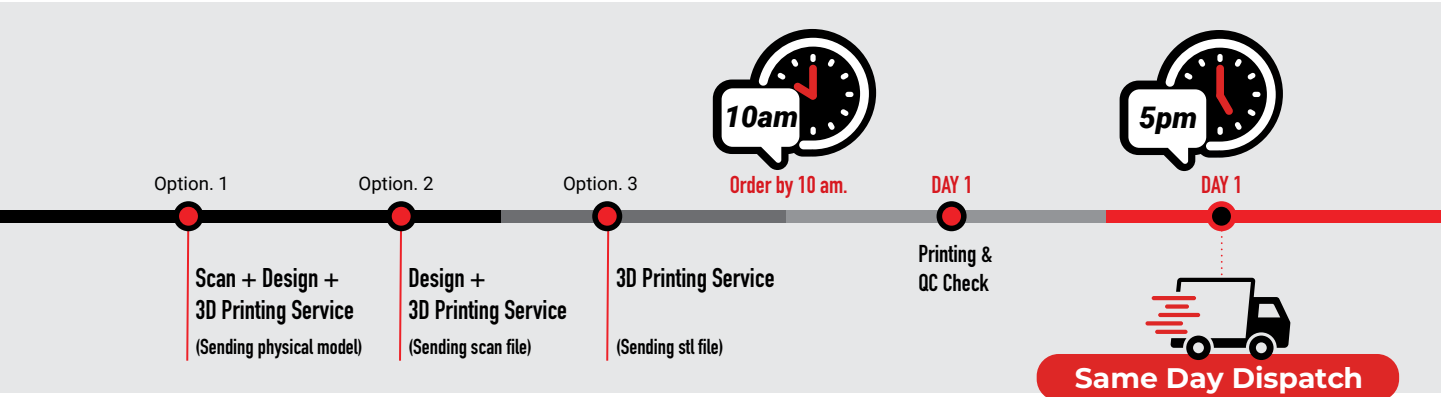 10am
5pm
Option. 1
Option. 2
Option. 3
Order by 10 am.
DAY 1
DAY 1
Scan + Design +
3D Printing Service
(Sending physical model)
Design +
3D Printing Service
(Sending scan file)
3D Printing Service
(Sending stl file)
Printing &
QC Check
Same Day Dispatch